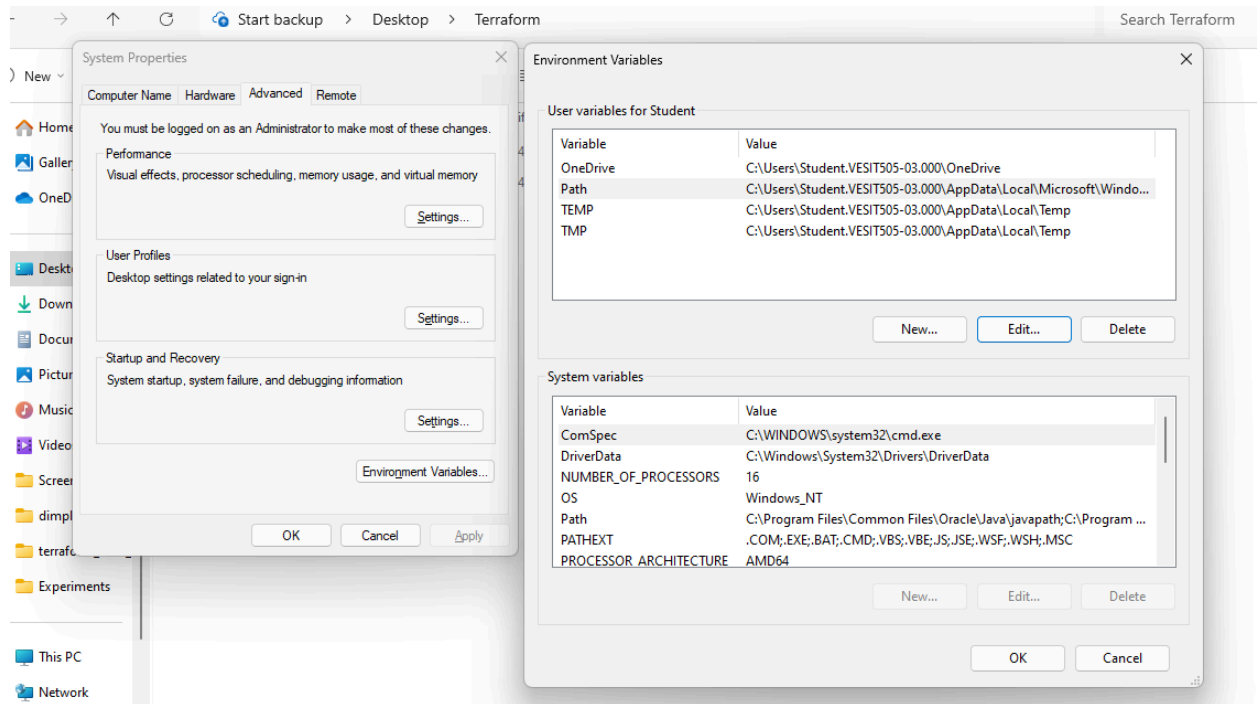 Start backup > Desktop > Terraform
Search Terraform
New
Home
Galler
OneD
Deskt
Down
Docur
Pictur
Music
Video
Screer
dimpl
Experiments
This PC
Network
System Properties
Computer Name Hardware Advanced Remote
You must be logged on as an Administrator to make most of these changes.
Performance
Visual effects, processor scheduling, memory usage, and virtual memory
Settings...
User Profiles
Desktop settings related to your sign-in
Settings...
Startup and Recovery
System startup, system failure, and debugging information
Settings...
Environment Variables...
OK Cancel Apply
Environment Variables
User variables for Student
Variable Value
OneDrive C:\Users\Student.VESIT505-03.000\OneDrive
Path C:\Users\Student.VESIT505-03.000\AppData\Local\Microsoft\Windo...
TEMP C:\Users\Student.VESIT505-03.000\AppData\Local\Temp
TMP C:\Users\Student.VESIT505-03.000\AppData\Local\Temp
New... Edit... Delete
System variables
Variable Value
ComSpec C:\WINDOWS\system32\cmd.exe
DriverData C:\Windows\System32\Drivers\DriverData
NUMBER_OF_PROCESSORS 16
OS Windows_NT
Path C:\Program Files\Common Files\Oracle\Java\javapath;C:\Program ...
PATHEXT .COM;.EXE;.BAT;.CMD;.VBS;.VBE;.JS;.JSE;.WSF;.WSH;.MSC
PROCESSOR_ARCHITECTURE AMD64
New... Edit... Delete
OK Cancel